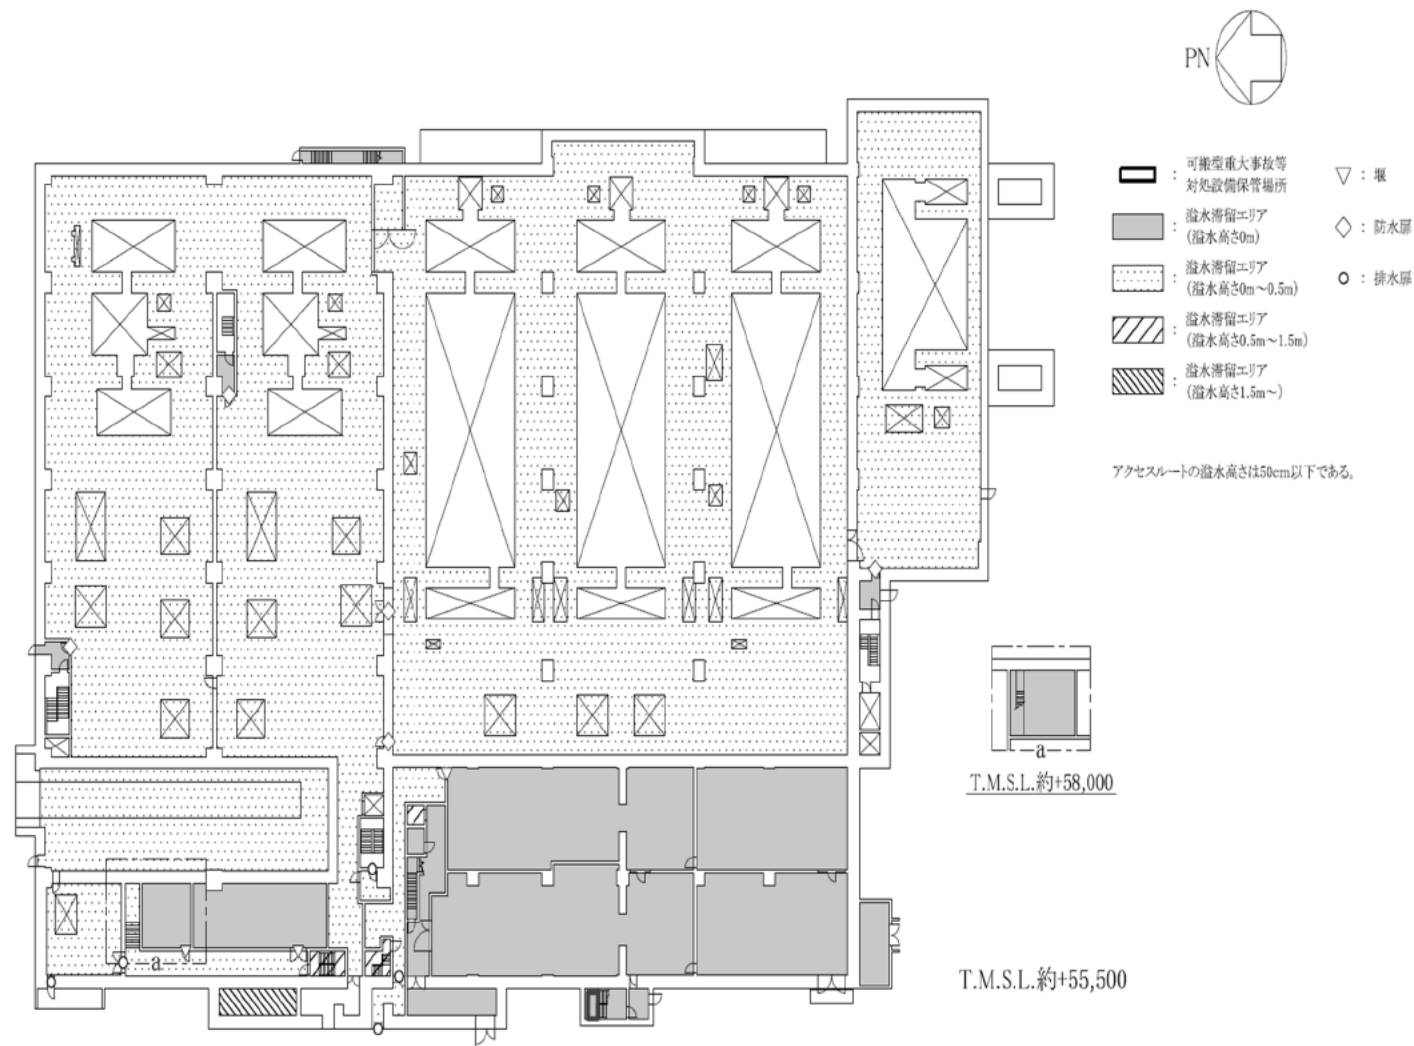 PN
可搬型重大事故等
対処設備保管場所
溢水滞留エリア
(溢水高さ0m)
溢水滞留エリア
(溢水高さ0m～0.5m)
溢水滞留エリア
(溢水高さ0.5m～1.5m)
溢水滞留エリア
(溢水高さ1.5m～)
▽ : 堰
◇ : 防水扉
○ : 排水扉
アクセスルートの溢水高さは50cm以下である。
a
T.M.S.L.約+58,000
a
T.M.S.L.約+55,500